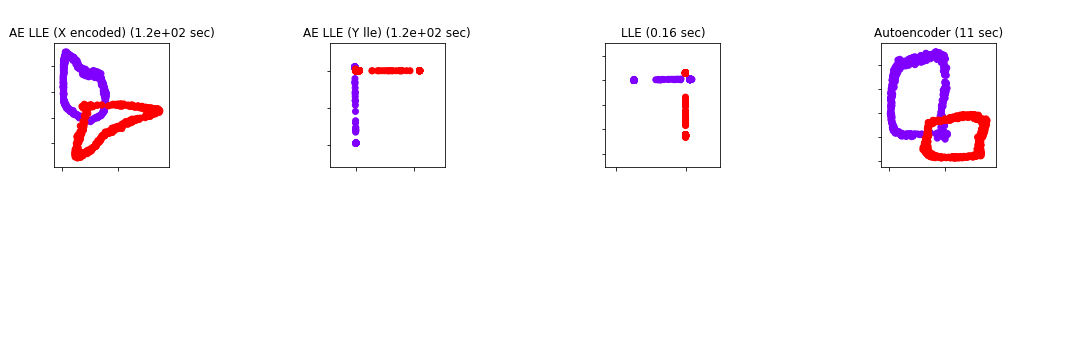 AE LLE (X encoded) (1.2e+02 sec)
AE LLE (Y lle) (1.2e+02 sec)
LLE (0.16 sec)
Autoencoder (11 sec)